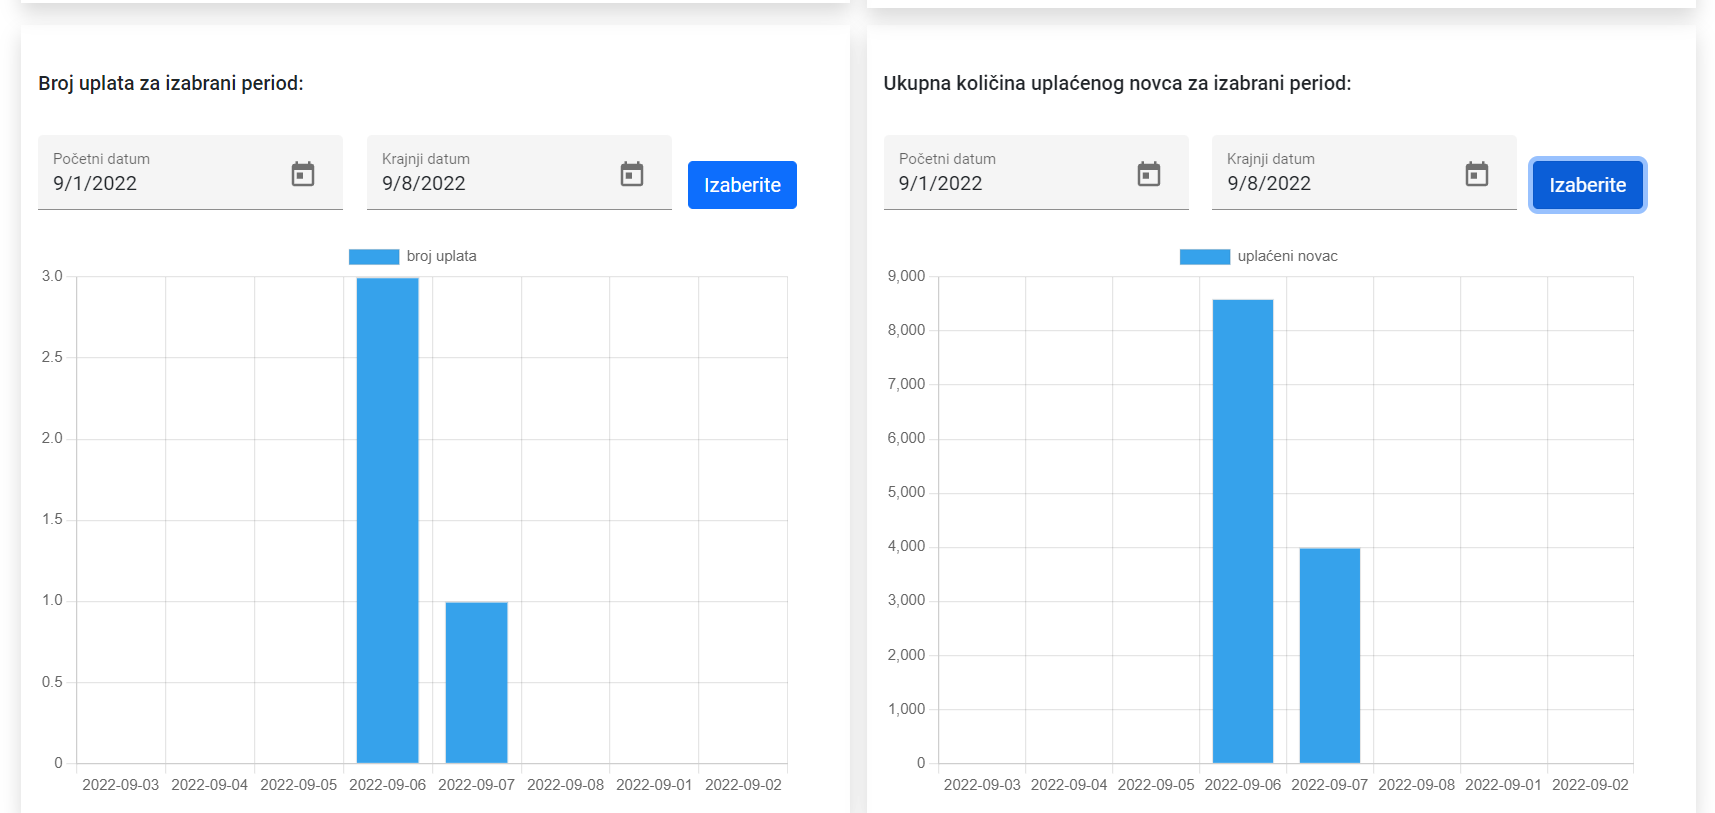 Broj uplata za izabrani period:
Početni datum
9/1/2022
Krajnji datum
9/8/2022
Izaberite
broj uplata
3.0
2.5
2.0
1.5
1.0
0.5
0
2022-09-03 2022-09-04 2022-09-05 2022-09-06 2022-09-07 2022-09-08 2022-09-01 2022-09-02
Ukupna količina uplaćenog novca za izabrani period:
Početni datum
9/1/2022
Krajnji datum
9/8/2022
Izaberite
uplaćeni novac
9,000
8,000
7,000
6,000
5,000
4,000
3,000
2,000
1,000
0
2022-09-03 2022-09-04 2022-09-05 2022-09-06 2022-09-07 2022-09-08 2022-09-01 2022-09-02